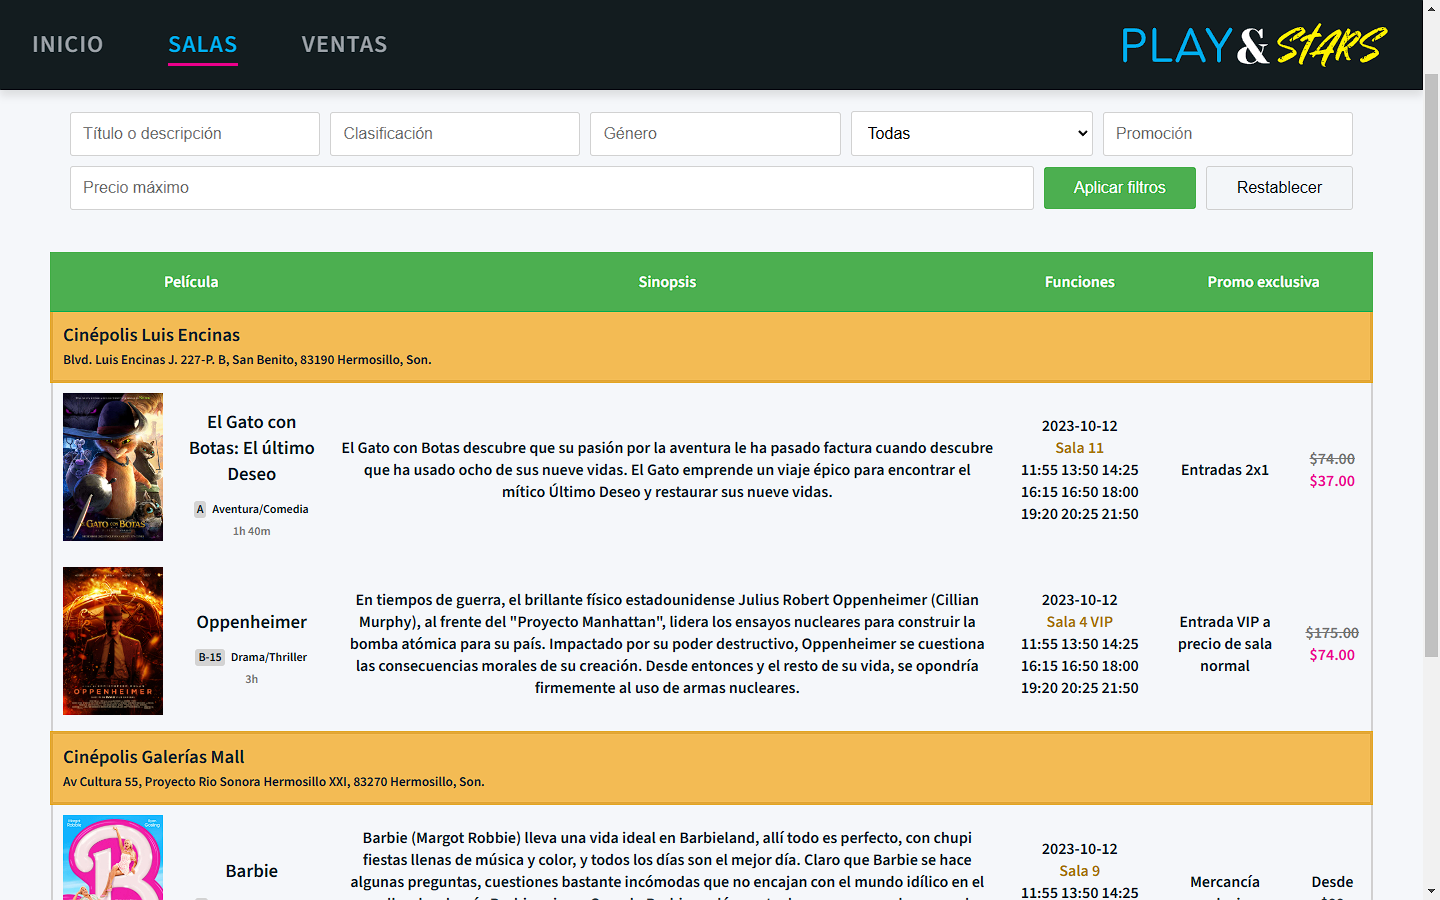 INICIO
SALAS
VENTAS
PLAY&STARS
Título o descripción
Clasificación
Género
Todas
Promoción
Precio máximo
Aplicar filtros
Restablecer
Película
Sinopsis
Funciones
Promo exclusiva
Cinépolis Luis Encinas
Blvd. Luis Encinas J. 227-P. B, San Benito, 83190 Hermosillo, Son.
GATO CON BOTAS
El Gato con
Botas: El último
Deseo
A Aventura/Comedia
1h 40m
El Gato con Botas descubre que su pasión por la aventura le ha pasado factura cuando descubre
que ha usado ocho de sus nueve vidas. El Gato emprende un viaje épico para encontrar el
mítico Último Deseo y restaurar sus nueve vidas.
2023-10-12
Sala 11
11:55 13:50 14:25
16:15 16:50 18:00
19:20 20:25 21:50
Entradas 2x1
$74.00
$37.00
OPPENHEIMER
Oppenheimer
B-15 Drama/Thriller
3h
En tiempos de guerra, el brillante físico estadounidense Julius Robert Oppenheimer (Cillian
Murphy), al frente del "Proyecto Manhattan", lidera los ensayos nucleares para construir la
bomba atómica para su país. Impactado por su poder destructivo, Oppenheimer se cuestiona
las consecuencias morales de su creación. Desde entonces y el resto de su vida, se opondría
firmemente al uso de armas nucleares.
2023-10-12
Sala 4 VIP
11:55 13:50 14:25
16:15 16:50 18:00
19:20 20:25 21:50
Entrada VIP a
precio de sala
normal
$175.00
$74.00
Cinépolis Galerías Mall
Av Cultura 55, Proyecto Rio Sonora Hermosillo XXI, 83270 Hermosillo, Son.
Margot Robbie
Ryan Gosling
B
Barbie
Barbie (Margot Robbie) lleva una vida ideal en Barbieland, allí todo es perfecto, con chupi
fiestas llenas de música y color, y todos los días son el mejor día. Claro que Barbie se hace
algunas preguntas, cuestiones bastante incómodas que no encajan con el mundo idílico en el
2023-10-12
Sala 9
11:55 13:50 14:25
Mercancía
Desde